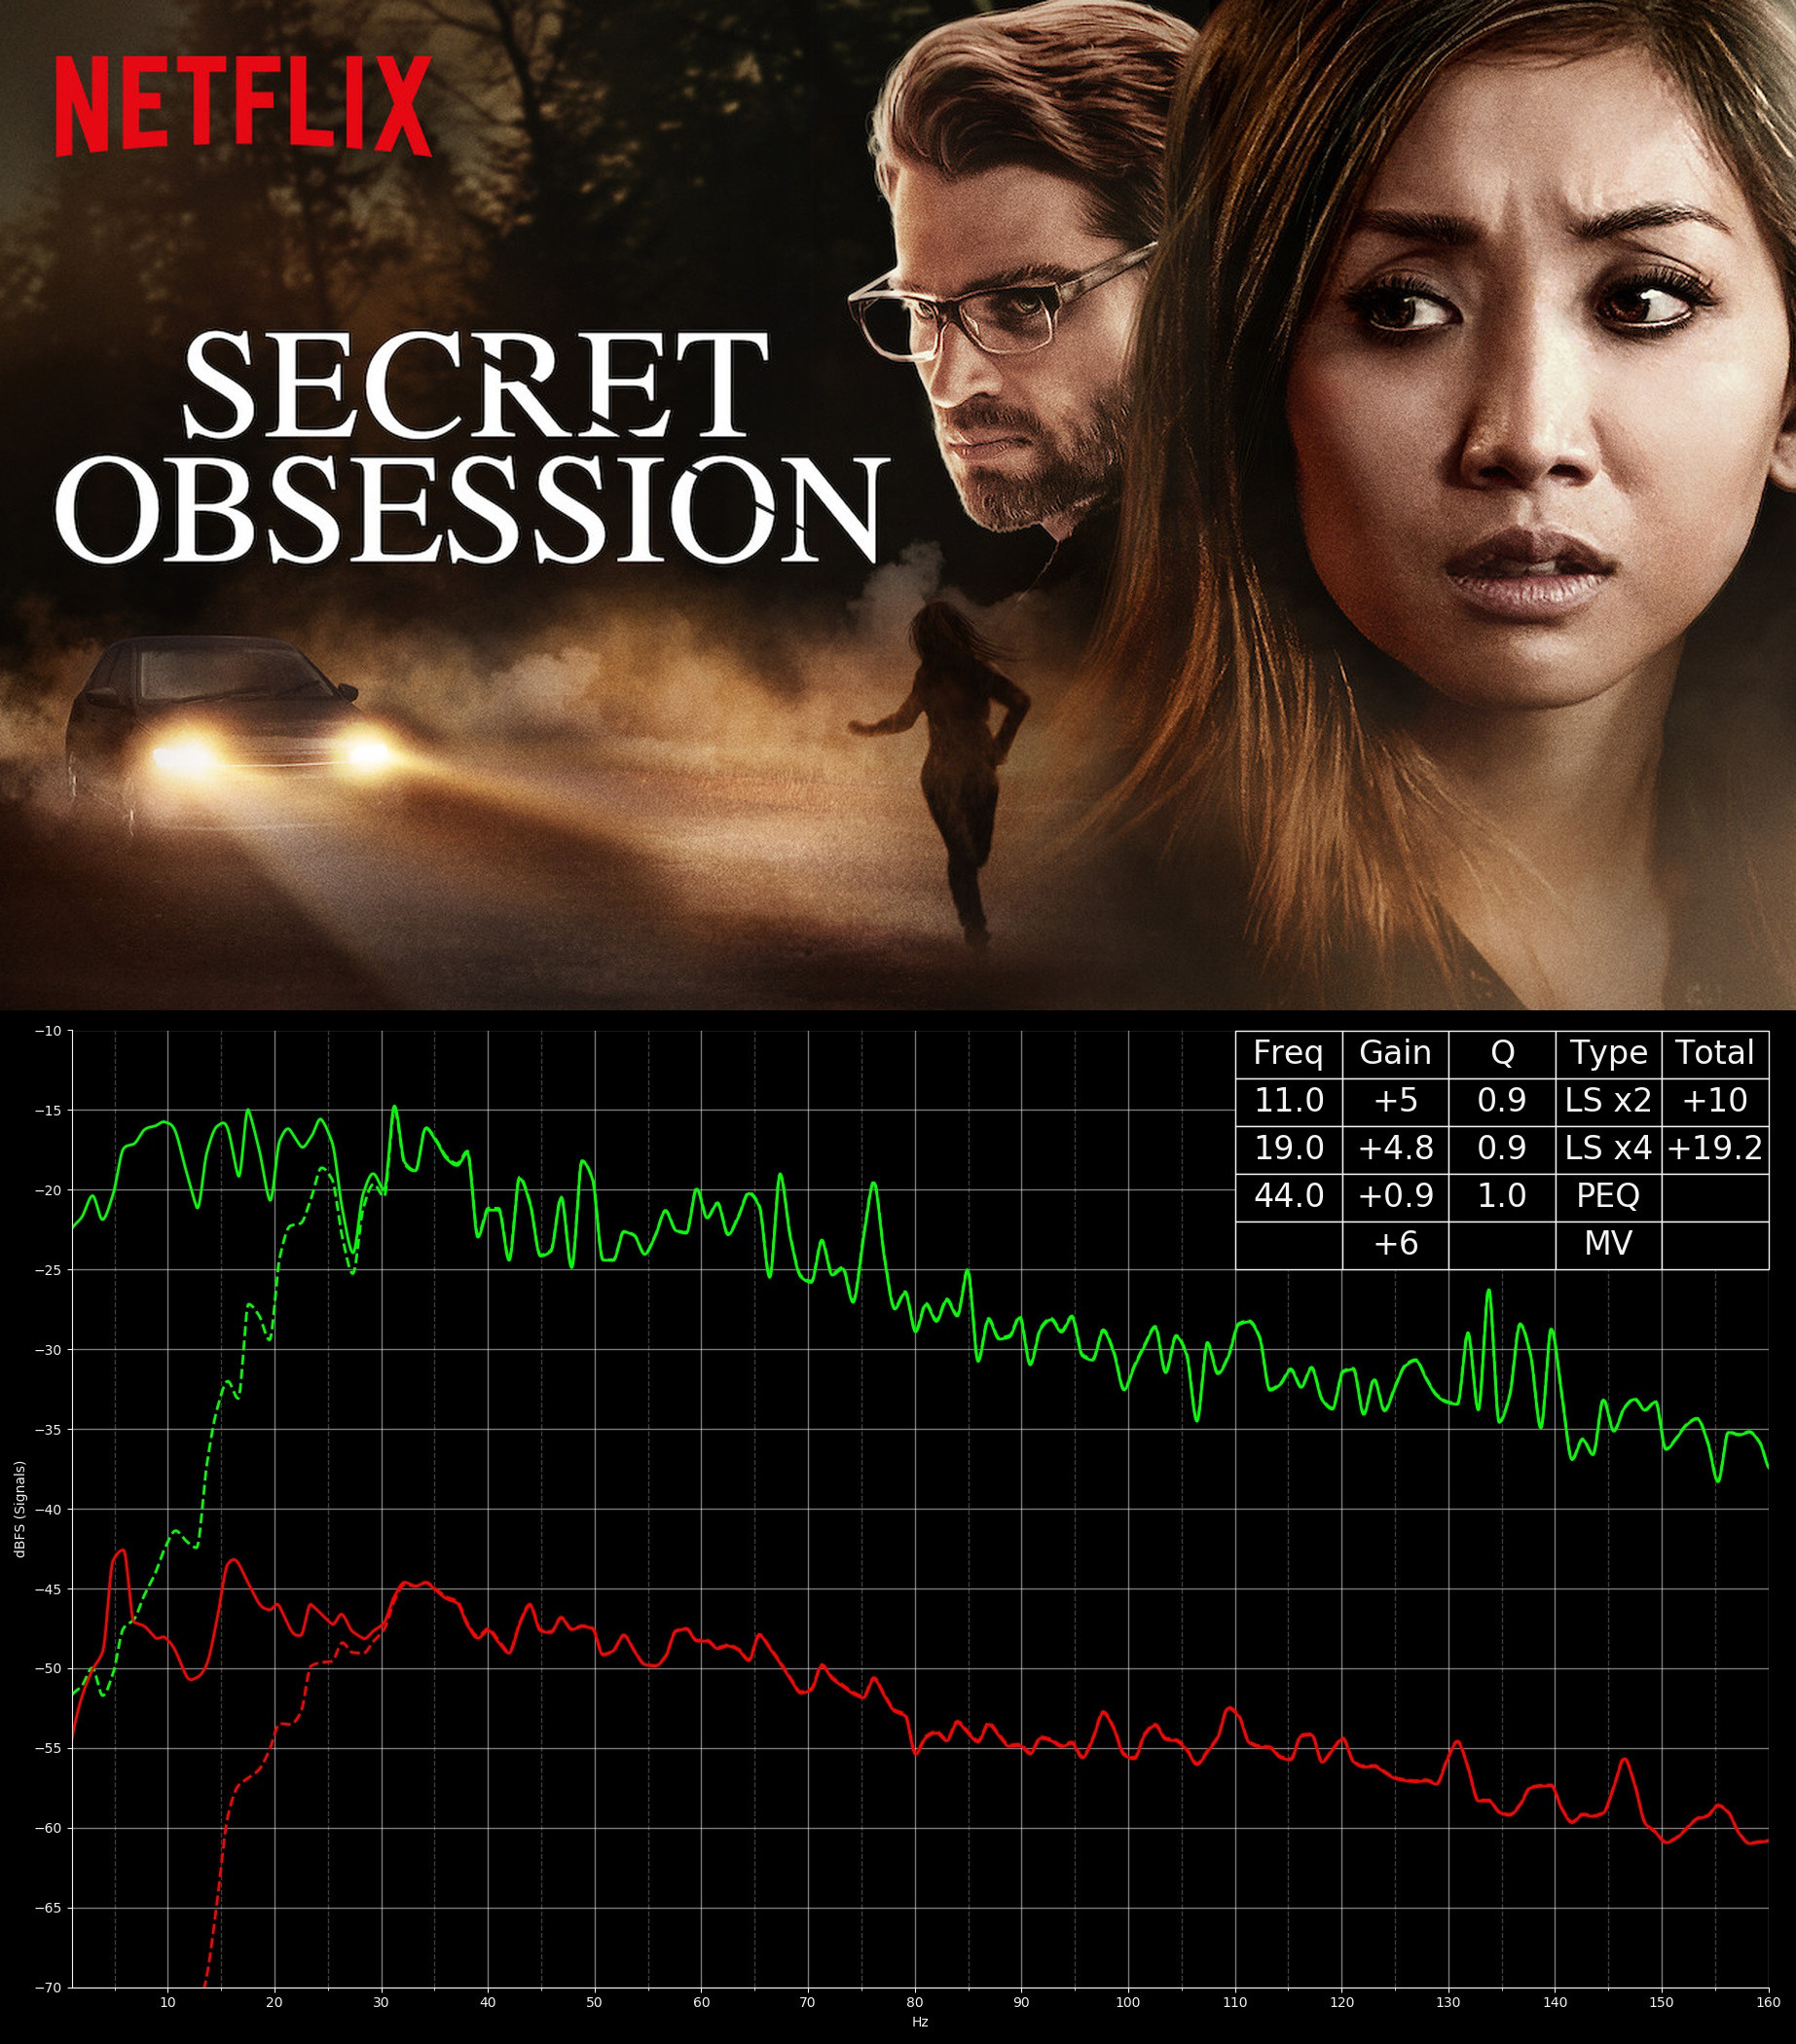 NETFLIX
SECRET
OBSESSION
Freq Gain Q Type Total
11.0 +5 0.9 LS x2 +10
19.0 +4.8 0.9 LS x4 +19.2
44.0 +0.9 1.0 PEQ
+6 MV
−10
−15
−20
−25
−30
−35
−40
−45
−50
−55
−60
−65
−70
dBFS (Signals)
10 20 30 40 50 60 70 80 90 100 110 120 130 140 150 160
Hz